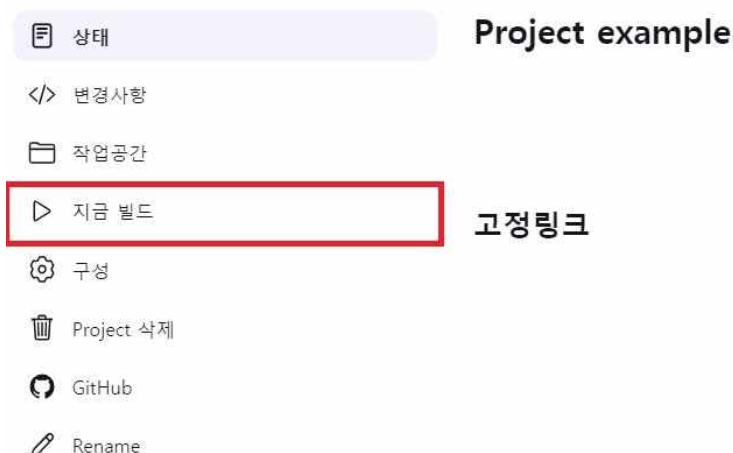 상태
변경사항
작업공간
지금 빌드
구성
Project 삭제
GitHub
Rename
Project example
고정링크